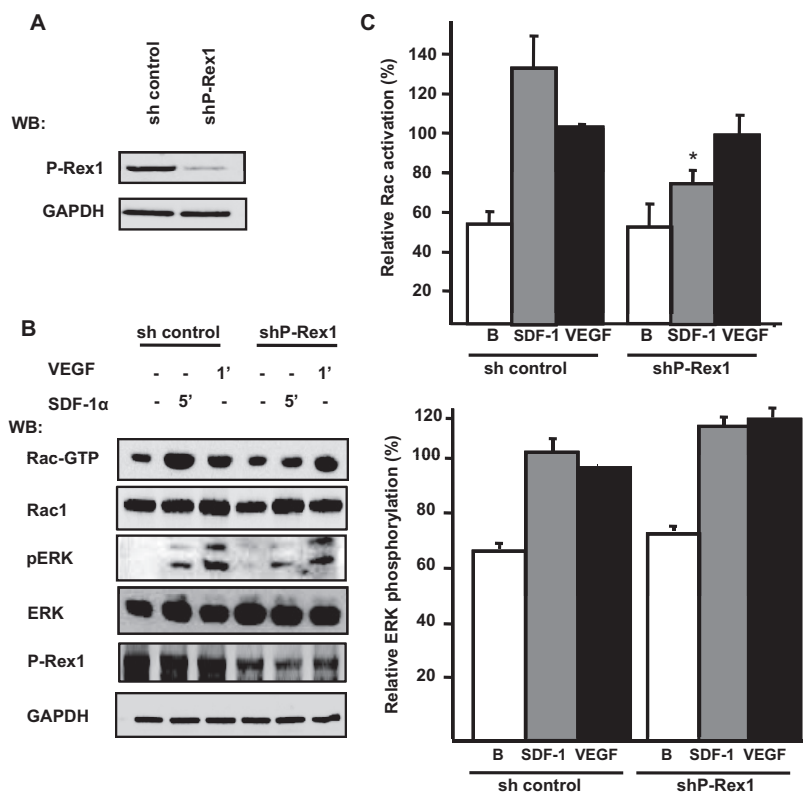 A
sh control
shP-Rex1
WB:
P-Rex1
GAPDH
B
sh control shP-Rex1
VEGF - - 1’ - - 1’
SDF-1α - 5’ - - 5’ -
WB:
Rac-GTP
Rac1
pERK
ERK
P-Rex1
GAPDH
C
Relative Rac activation (%)
140
120
100
80
60
40
20
*
B SDF-1 VEGF B SDF-1 VEGF
sh control shP-Rex1
Relative ERK phosphorylation (%)
120
100
80
60
40
20
B SDF-1 VEGF B SDF-1 VEGF
sh control shP-Rex1